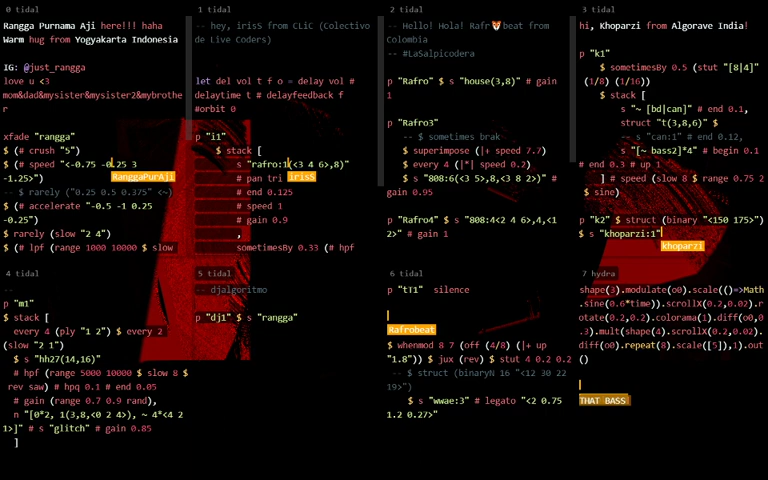 0 tidal
Rangga Purnama Aji here!!! haha
Warm hug from Yogyakarta Indonesia
IG: @just_rangga
love u <3
mom&dad&mysister&mysister2&mybrothe
r
xfade "rangga"
$ (# crush "5")
$ (# speed "<-0.75 -0.25 3
-1.25>")
RanggaPurAji
-- $ rarely ("0.25 0.5 0.375" <~)
$ (# accelerate "-0.5 -1 0.25
-0.25")
$ rarely (slow "2 4")
$ (# lpf (range 1000 10000 $ slow
1 tidal
-- hey, irisS from CLiC (Colectivo
de Live Coders)
let del vol t f o = delay vol #
delaytime t # delayfeedback f
#orbit 0
p "i1"
$ stack [
s "rafro:1(<3 4 6>,8)"
# pan tri
irisS
# end 0.125
# speed 1
# gain 0.9
,
sometimesBy 0.33 (# hpf
2 tidal
-- Hello! Hola! Rafr🦊beat from
Colombia
-- #LaSalpicodera
p "Rafro" $ s "house(3,8)" # gain
1
p "Rafro3"
-- $ sometimes brak
$ superimpose (|+ speed 7.7)
$ every 4 (|*| speed 0.2)
$ s "808:6(<3 5>,8,<3 8 2>)" #
gain 0.95
p "Rafro4" $ s "808:4<2 4 6>,4,<1
2>" # gain 1
3 tidal
hi, Khoparzi from Algorave India!
p "k1"
$ sometimesBy 0.5 (stut "[8|4]"
(1/8) (1/16))
$ stack [
s "~ [bd|can]" # end 0.1,
struct "t(3,8,6)" $
-- s "can:1" # end 0.12,
s "[~ bass2]*4" # begin 0.1
# end 0.3 # up 1
] # speed (slow 8 $ range 0.75 2
$ sine)
p "k2" $ struct (binary "<150 175>")
$ s "khoparzi:1"
khoparzi
4 tidal
--
p "m1"
$ stack [
every 4 (ply "1 2") $ every 2
(slow "2 1")
$ s "hh27(14,16)"
# hpf (range 5000 10000 $ slow 8 $
rev saw) # hpq 0.1 # end 0.05
# gain (range 0.7 0.9 rand),
n "[0*2, 1(3,8,<0 2 4>), ~ 4*<4 2
1>]" # s "glitch" # gain 0.85
]
5 tidal
-- djalgoritmo
p "dj1" $ s "rangga"
6 tidal
p "tT1" silence
Rafrobeat
$ whenmod 8 7 (off (4/8) (|+ up
"1.8")) $ jux (rev) $ stut 4 0.2 0.2
-- $ struct (binaryN 16 "<12 30 22
19>")
$ s "wwae:3" # legato "<2 0.75
1.2 0.27>"
7 hydra
shape(3).modulate(o0).scale(()=>Math
.sin(0.6*time)).scrollX(0.2,0.02).r
otate(0.2,0.2).colorama(1).diff(o0,0
.3).mult(shape(4).scrollX(0.2,0.02).
diff(o0).repeat(8).scale([5]),1).out
()
THAT BASS